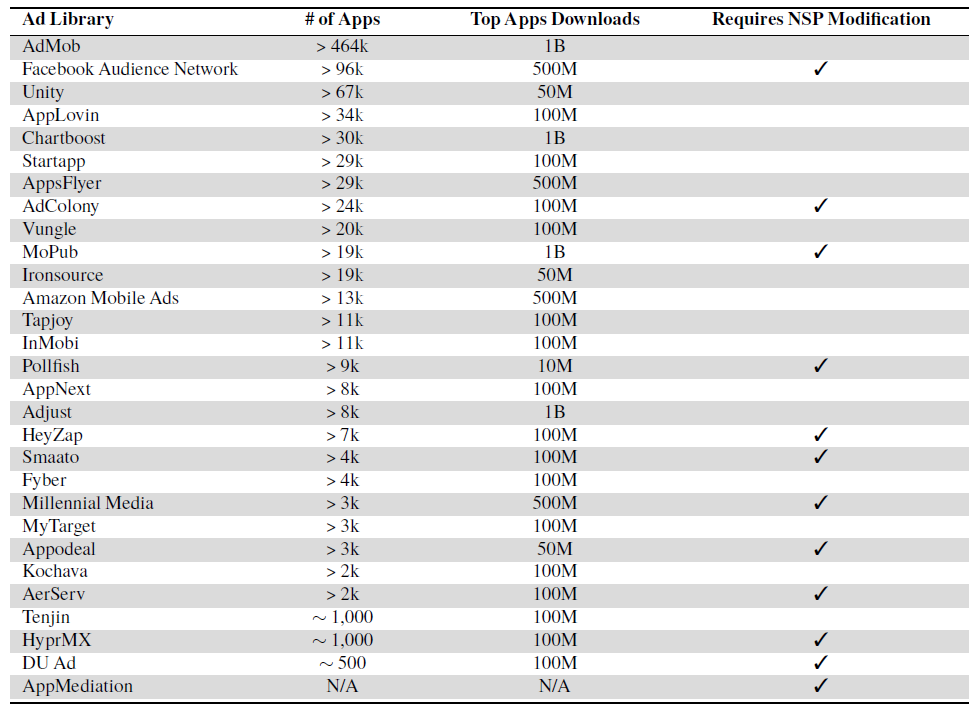 Ad Library # of Apps Top Apps Downloads Requires NSP Modification
AdMob > 464k 1B
Facebook Audience Network > 96k 500M ✓
Unity > 67k 50M
AppLovin > 34k 100M
Chartboost > 30k 1B
Startapp > 29k 100M
AppsFlyer > 29k 500M
AdColony > 24k 100M ✓
Vungle > 20k 100M
MoPub > 19k 1B ✓
Ironsource > 19k 50M
Amazon Mobile Ads > 13k 500M
Tapjoy > 11k 100M
InMobi > 11k 100M
Pollfish > 9k 10M ✓
AppNext > 8k 100M
Adjust > 8k 1B
HeyZap > 7k 100M ✓
Smaato > 4k 100M ✓
Fyber > 4k 100M
Millennial Media > 3k 500M ✓
MyTarget > 3k 100M
Appodeal > 3k 50M ✓
Kochava > 2k 100M
AerServ > 2k 100M ✓
Tenjin ∼ 1,000 100M
HyprMX ∼ 1,000 100M ✓
DU Ad ∼ 500 100M ✓
AppMediation N/A N/A ✓